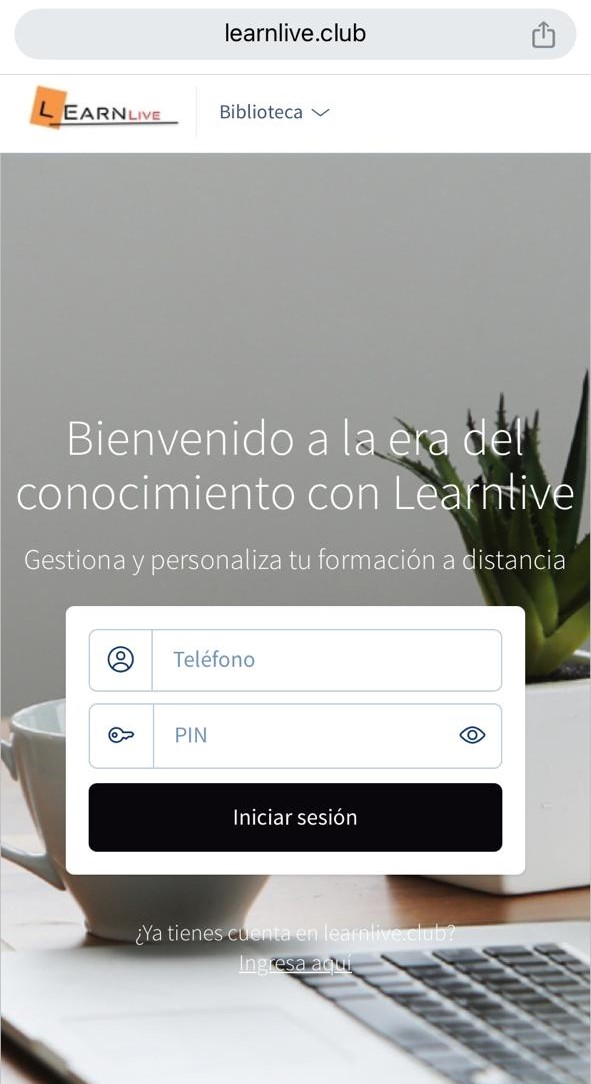 learnlive.club
LEARNLIVE
Biblioteca
Bienvenido a la era del
conocimiento con Learnlive
Gestiona y personaliza tu formación a distancia
Teléfono
PIN
Iniciar sesión
¿Ya tienes cuenta en learnlive.club?
Ingresa aquí